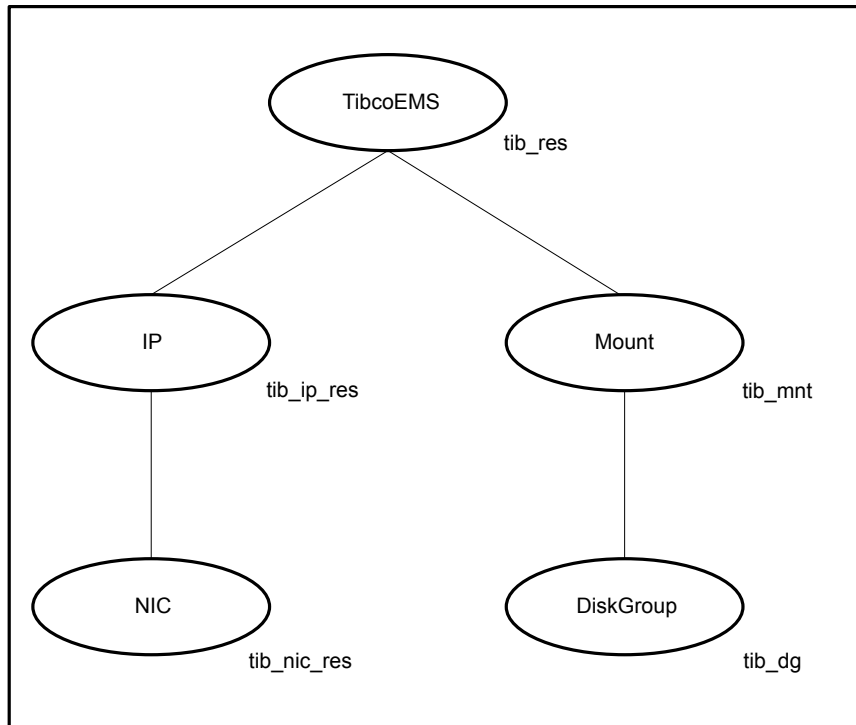 TibcoEMS
tib_res
IP
Mount
tib_ip_res
tib_mnt
NIC
DiskGroup
tib_nic_res
tib_dg